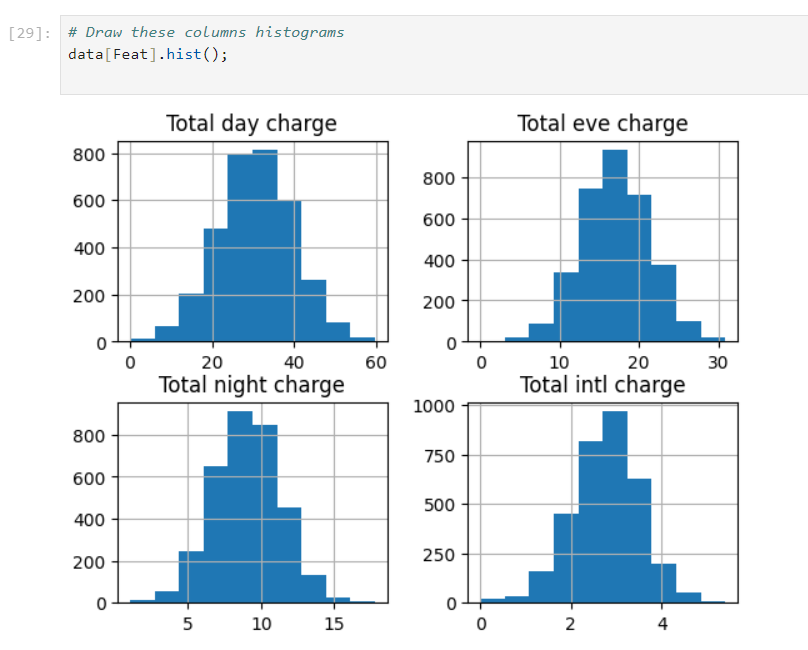 [29]: # Draw these columns histograms
data[Feat].hist();
Total day charge
800
600
400
200
0
0 20 40 60
Total eve charge
800
600
400
200
0
0 10 20 30
Total night charge
800
600
400
200
0
5 10 15
Total intl charge
1000
750
500
250
0
0 2 4